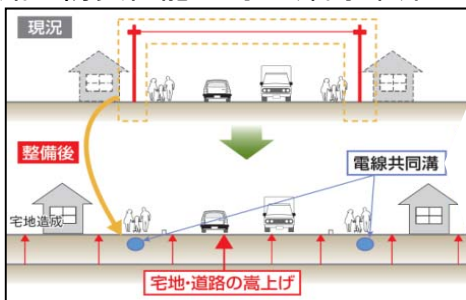 現況
整備後
電線共同溝
宅地造成
宅地・道路の嵩上げ